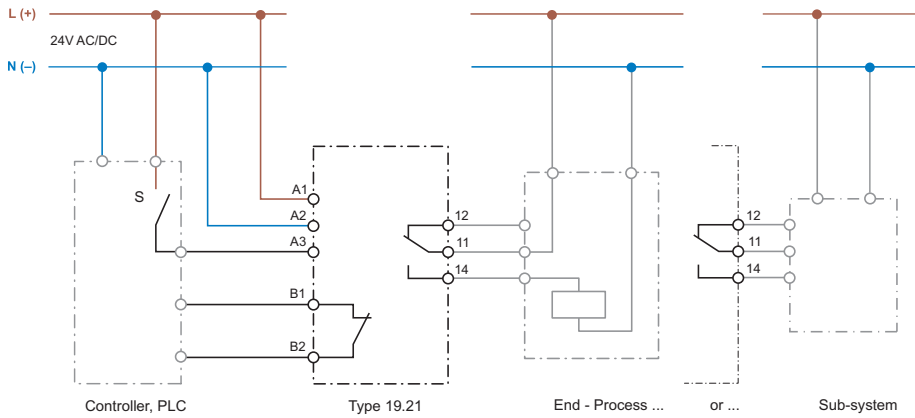 L (+)
24V AC/DC
N (–)
S
A1
A2
A3
B1
B2
12
11
14
12
11
14
Controller, PLC
Type 19.21
End - Process ...
or ...
Sub-system